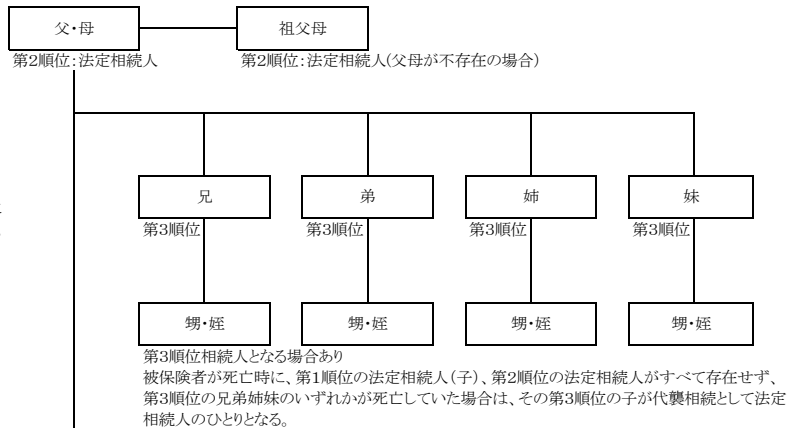 父・母
祖父母
第2順位：法定相続人
第2順位：法定相続人(父母が不存在の場合)
兄
弟
姉
妹
第3順位
第3順位
第3順位
第3順位
甥・姪
甥・姪
甥・姪
甥・姪
第3順位相続人となる場合あり
被保険者が死亡時に、第1順位の法定相続人(子)、第2順位の法定相続人がすべて存在せず、
第3順位の兄弟姉妹のいずれかが死亡していた場合は、その第3順位の子が代襲相続として法定
相続人のひとりとなる。